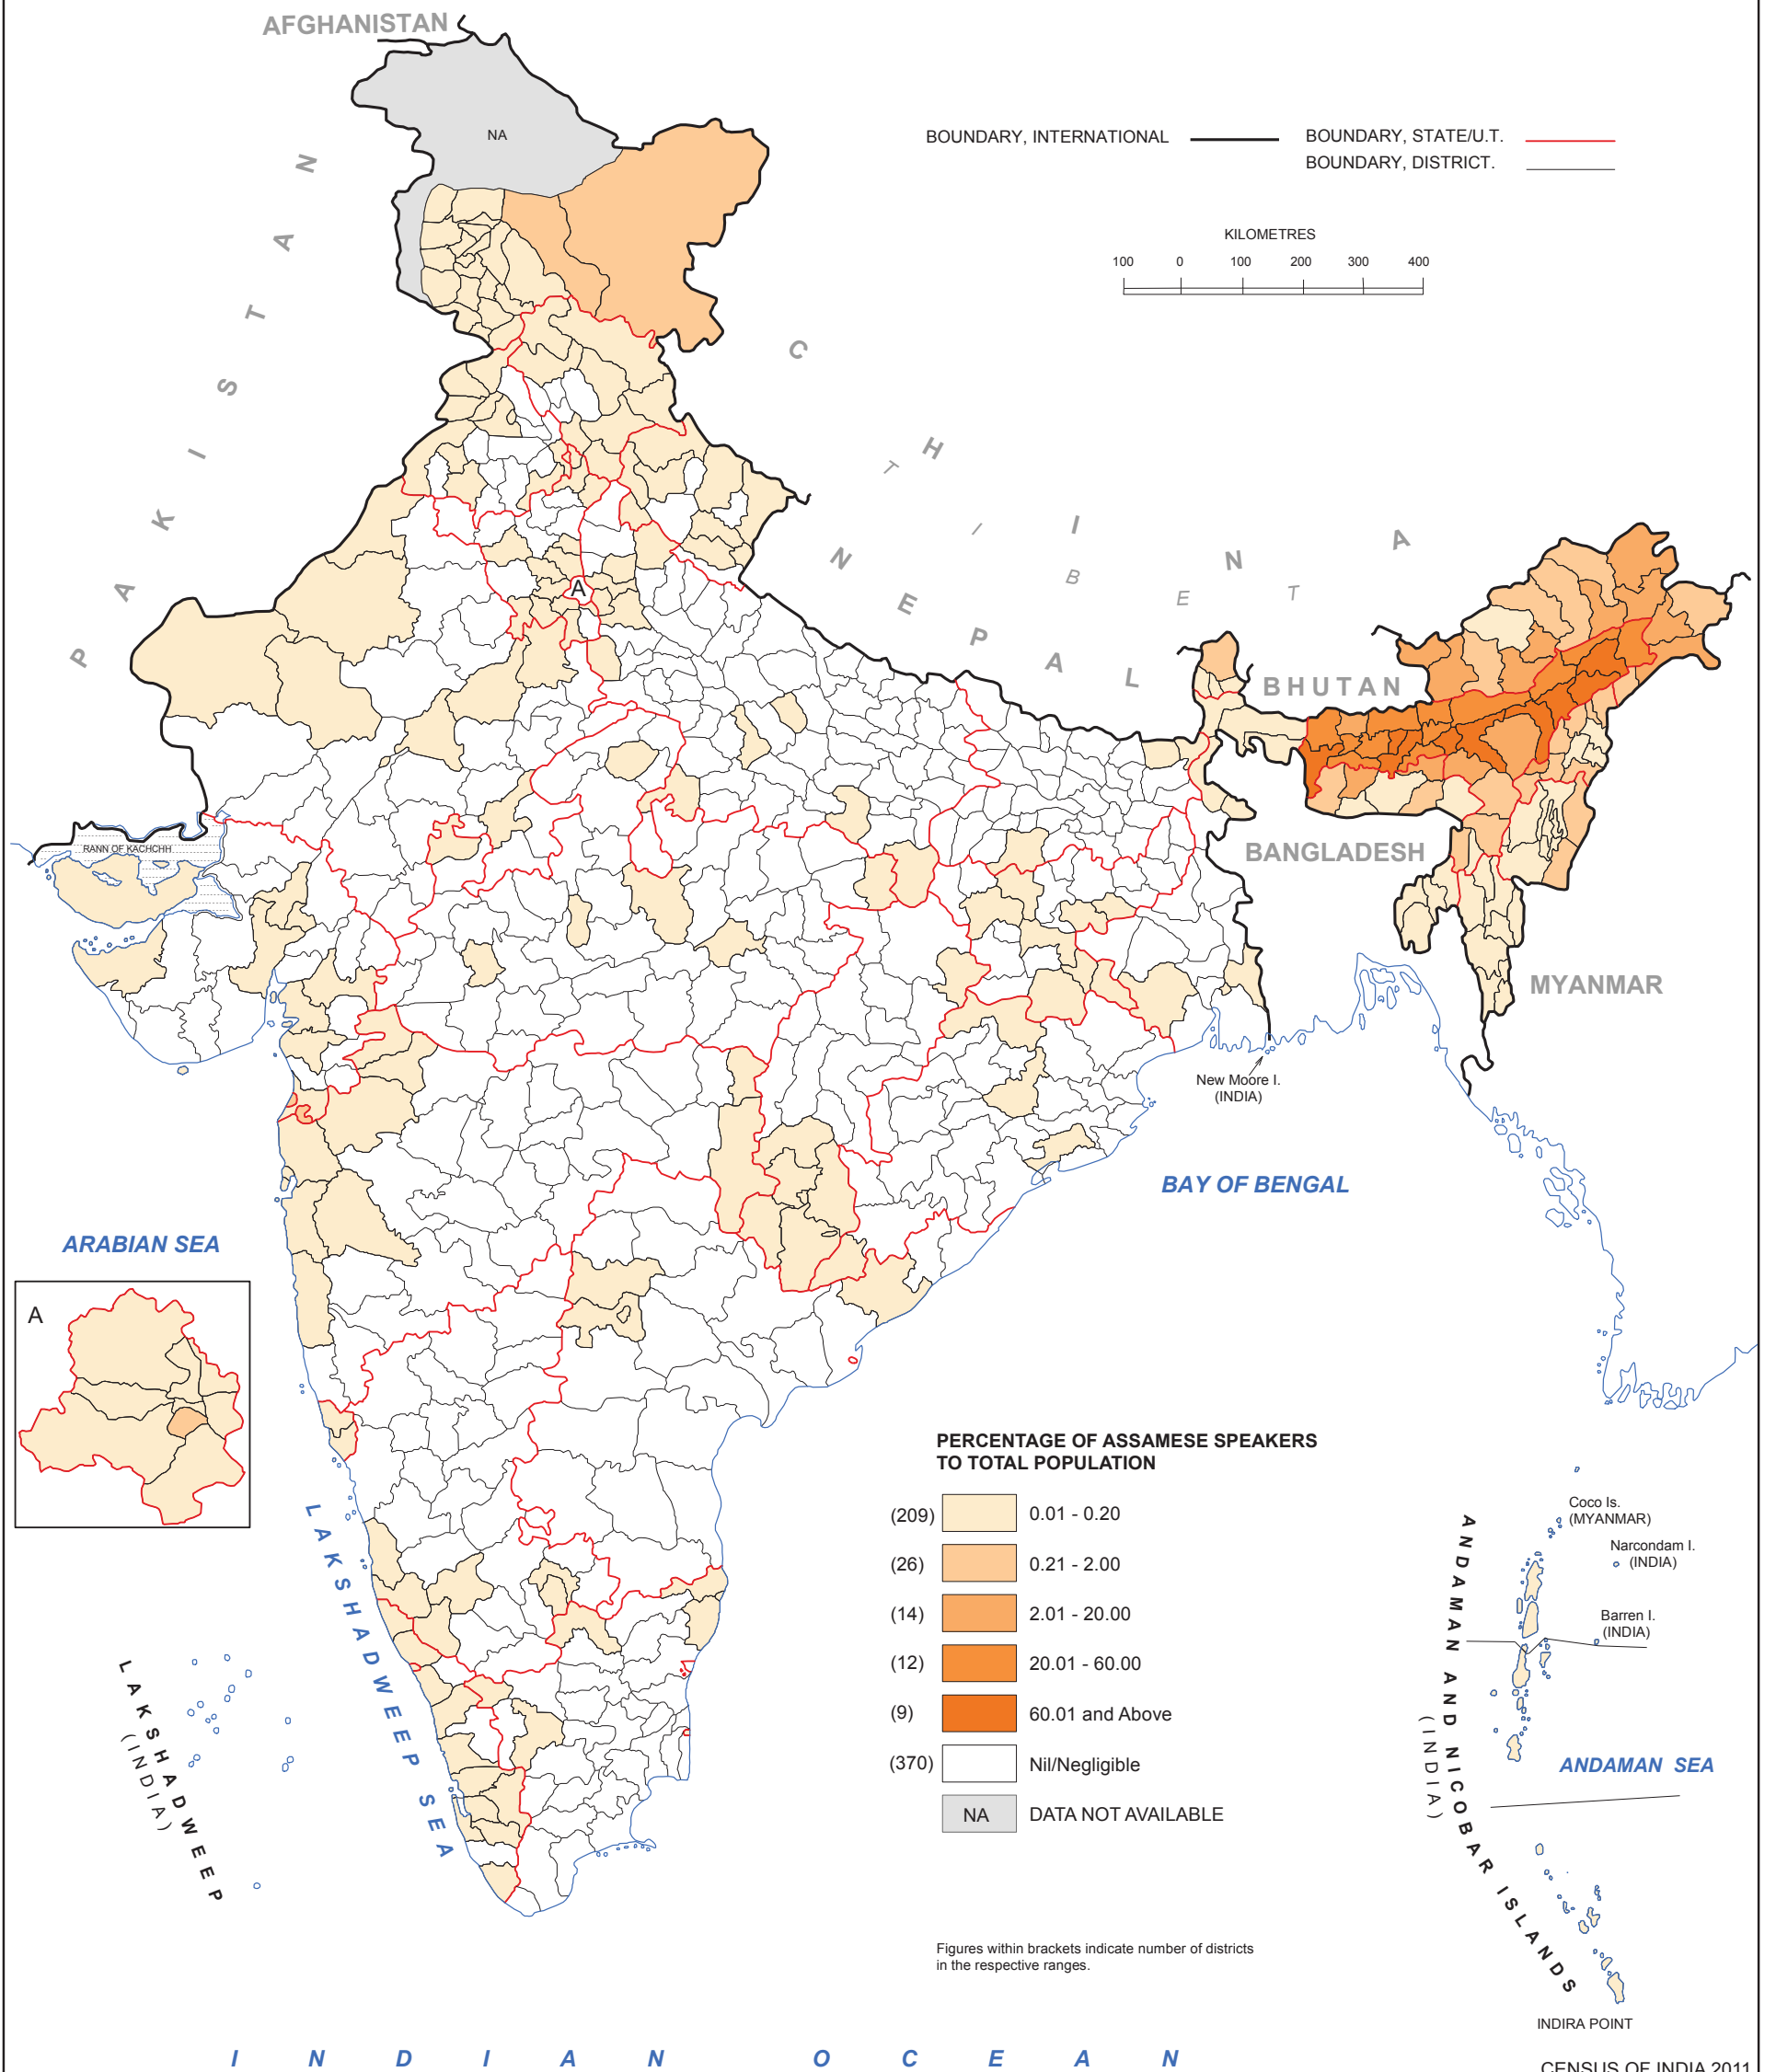 AFGHANISTAN
NA
BOUNDARY, INTERNATIONAL
BOUNDARY, STATE/U.T.
BOUNDARY, DISTRICT.
KILOMETRES
100 0 100 200 300 400
PAKISTAN
CHINA
TIBET
NEPAL
A
BHUTAN
RANN OF KACHCHH
BANGLADESH
MYANMAR
New Moore I.
(INDIA)
BAY OF BENGAL
ARABIAN SEA
A
PERCENTAGE OF ASSAMESE SPEAKERS
TO TOTAL POPULATION
(209) 0.01 - 0.20
(26) 0.21 - 2.00
(14) 2.01 - 20.00
(12) 20.01 - 60.00
(9) 60.01 and Above
(370) Nil/Negligible
NA DATA NOT AVAILABLE
Coco Is.
(MYANMAR)
Narcondam I.
(INDIA)
Barren I.
(INDIA)
ANDAMAN AND NICOBAR ISLANDS
(INDIA)
ANDAMAN SEA
LAKSHADWEEP
(INDIA)
LAKSHADWEEP SEA
Figures within brackets indicate number of districts
in the respective ranges.
INDIRA POINT
INDIAN OCEAN
CENSUS OF INDIA 2011